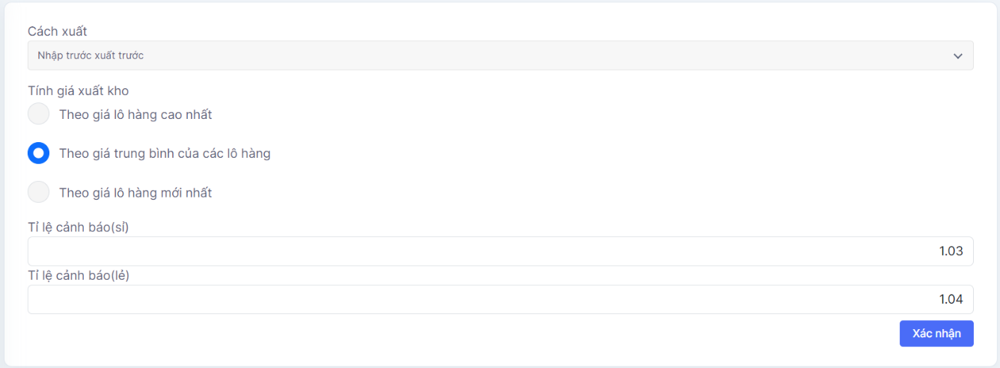 Cách xuất
Nhập trước xuất trước
Tính giá xuất kho
Theo giá lô hàng cao nhất
Theo giá trung bình của các lô hàng
Theo giá lô hàng mới nhất
Tỉ lệ cảnh báo(sỉ)
1.03
Tỉ lệ cảnh báo(lẻ)
1.04
Xác nhận